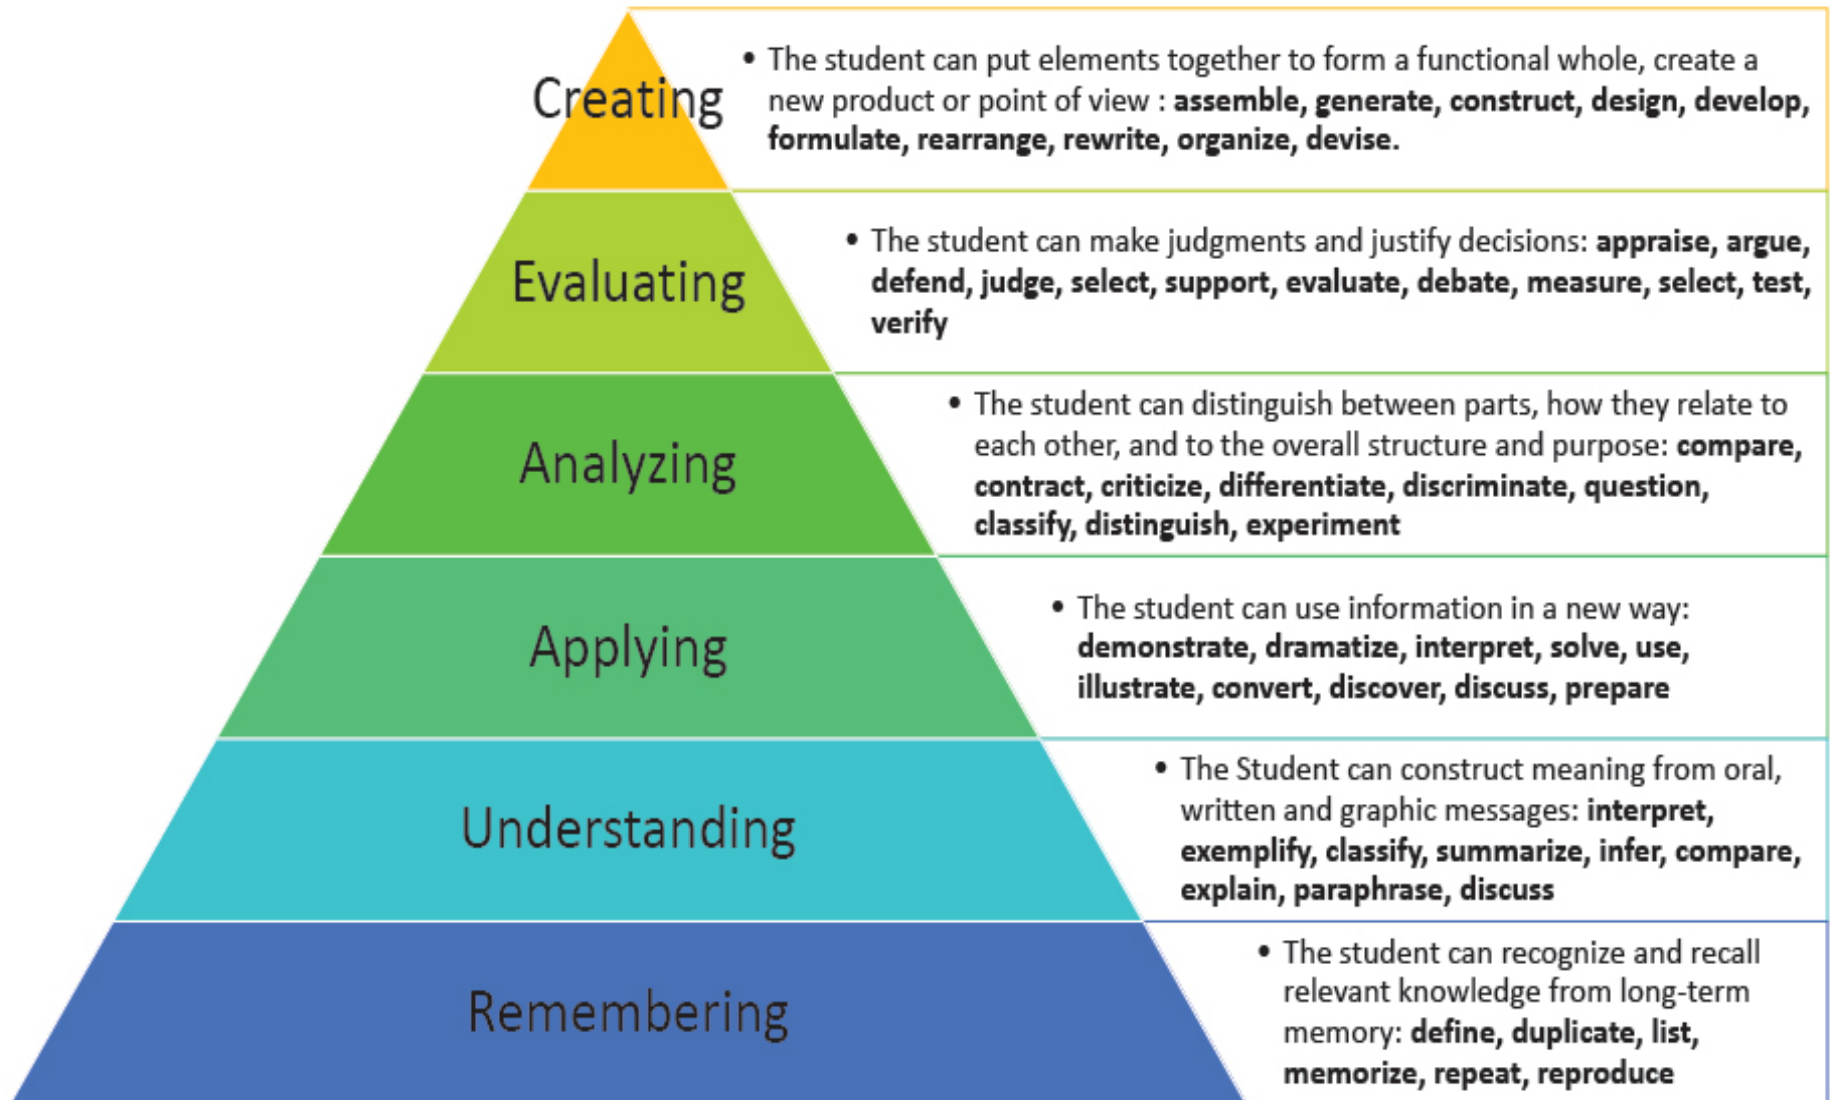 Creating
• The student can put elements together to form a functional whole, create a
new product or point of view : assemble, generate, construct, design, develop,
formulate, rearrange, rewrite, organize, devise.
Evaluating
• The student can make judgments and justify decisions: appraise, argue,
defend, judge, select, support, evaluate, debate, measure, select, test,
verify
Analyzing
• The student can distinguish between parts, how they relate to
each other, and to the overall structure and purpose: compare,
contract, criticize, differentiate, discriminate, question,
classify, distinguish, experiment
Applying
• The student can use information in a new way:
demonstrate, dramatize, interpret, solve, use,
illustrate, convert, discover, discuss, prepare
Understanding
• The Student can construct meaning from oral,
written and graphic messages: interpret,
exemplify, classify, summarize, infer, compare,
explain, paraphrase, discuss
Remembering
• The student can recognize and recall
relevant knowledge from long-term
memory: define, duplicate, list,
memorize, repeat, reproduce